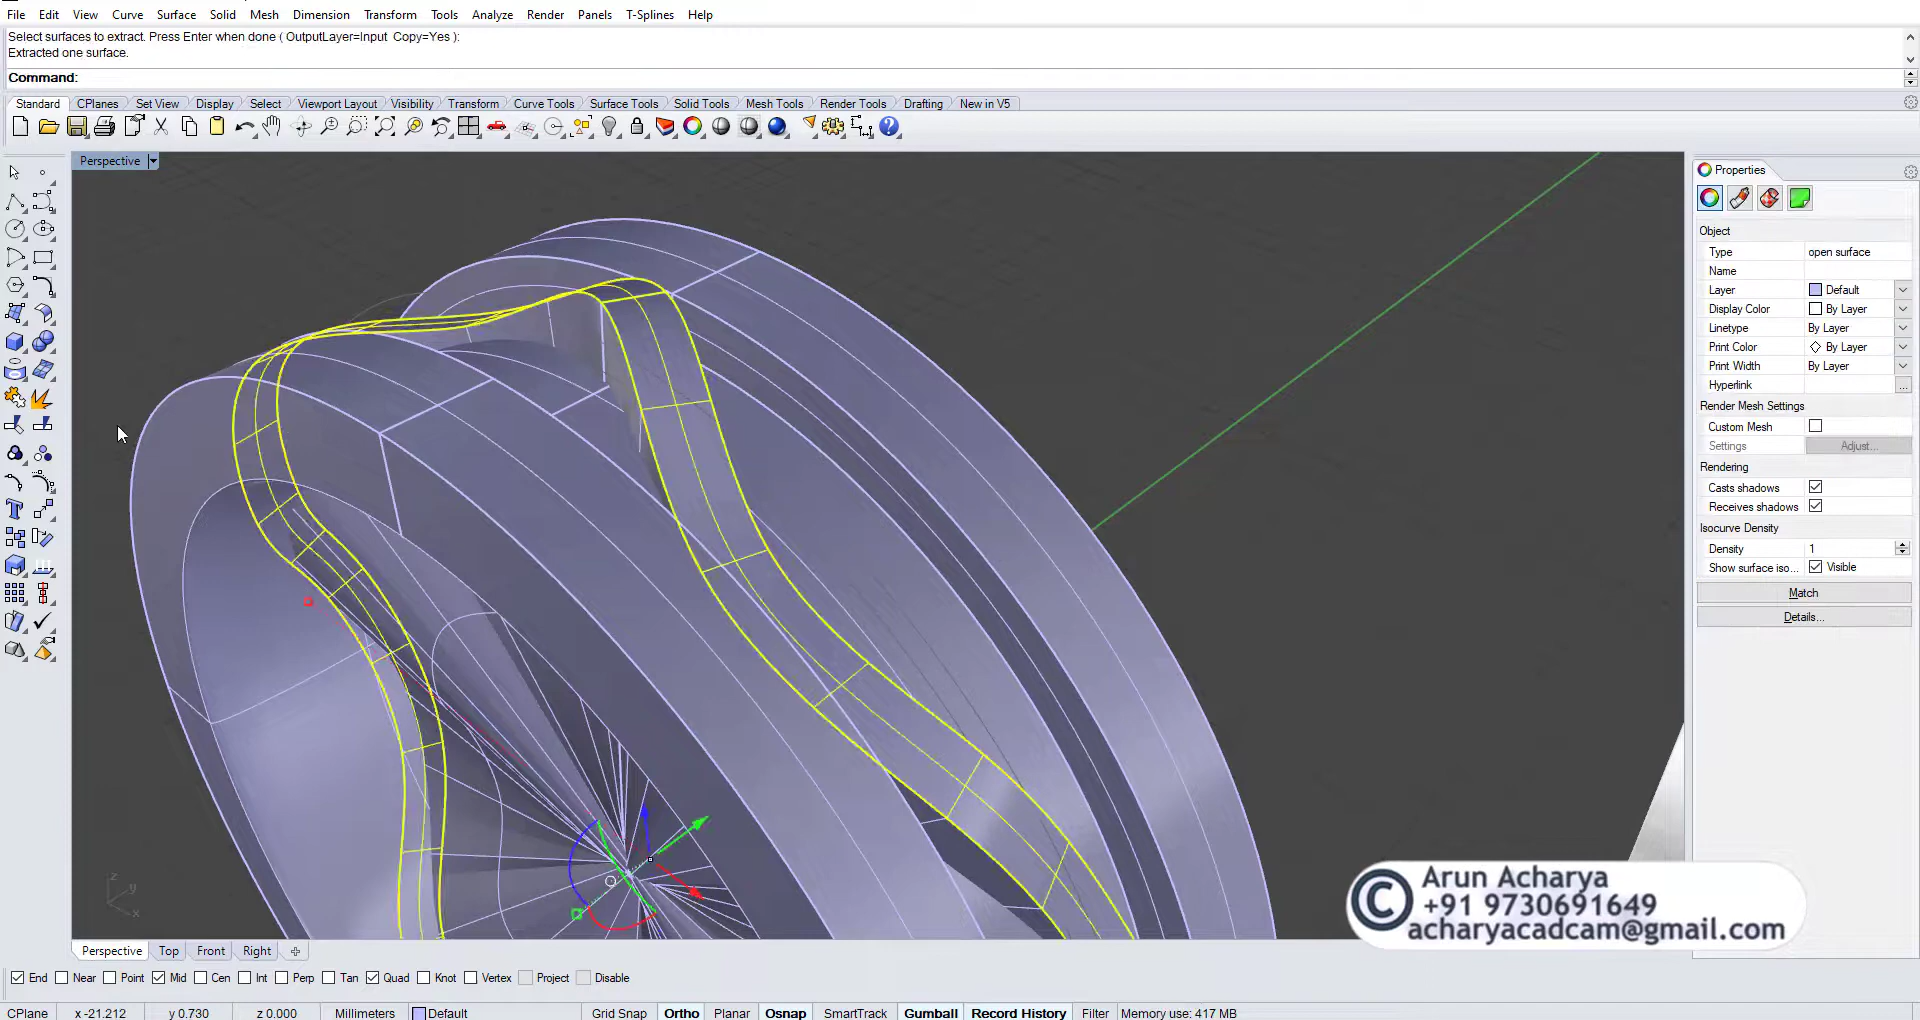 File Edit View Curve Surface Solid Mesh Dimension Transform Tools Analyze Render Panels T-Splines Help
Select surfaces to extract. Press Enter when done ( OutputLayer=Input Copy=Yes ):
Extracted one surface.
Command:
Standard CPlanes Set View Display Select Viewport Layout Visibility Transform Curve Tools Surface Tools Solid Tools Mesh Tools Render Tools Drafting New in V5
Perspective
Properties
Object
Type open surface
Name
Layer Default
Display Color By Layer
Linetype By Layer
Print Color By Layer
Print Width By Layer
Hyperlink ...
Render Mesh Settings
Custom Mesh
Settings Adjust...
Rendering
Casts shadows
Receives shadows
Isocurve Density
Density 1
Show surface iso... Visible
Match
Details...
z
y
x
© Arun Acharya
+91 9730691649
acharyacadcam@gmail.com
Perspective Top Front Right
End Near Point Mid Cen Int Perp Tan Quad Knot Vertex Project Disable
CPlane x -21.212 y 0.730 z 0.000 Millimeters Default Grid Snap Ortho Planar Osnap SmartTrack Gumball Record History Filter Memory use: 417 MB